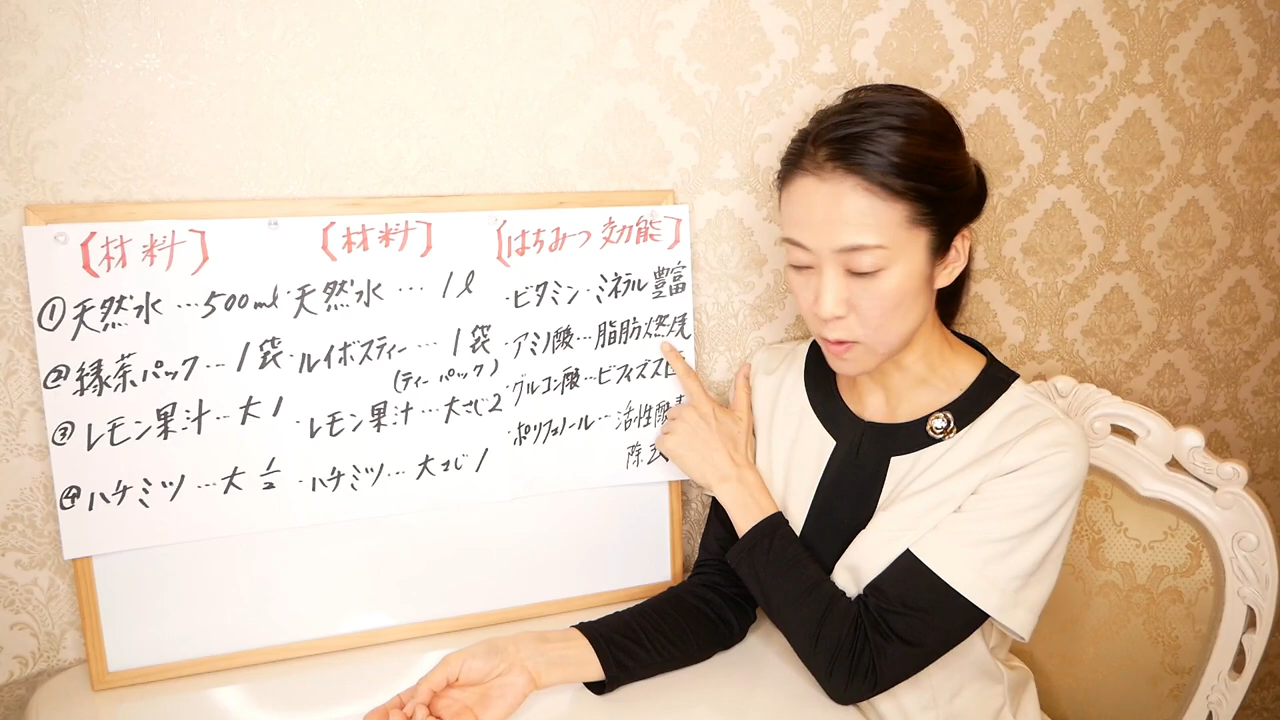 【材料】
①天然水…500ml
②緑茶パック…1袋
③レモン果汁…大1
④ハチミツ…大1/2
【材料】
・天然水…1ℓ
・ルイボスティー…1袋
(ティーパック)
・レモン果汁…大さじ2
・ハチミツ…大さじ1
【はちみつ効能】
・ビタミン・ミネラル豊富
・アミノ酸…脂肪燃焼
・グルコン酸…ビフィズス
・ポリフェノール…活性酸
除